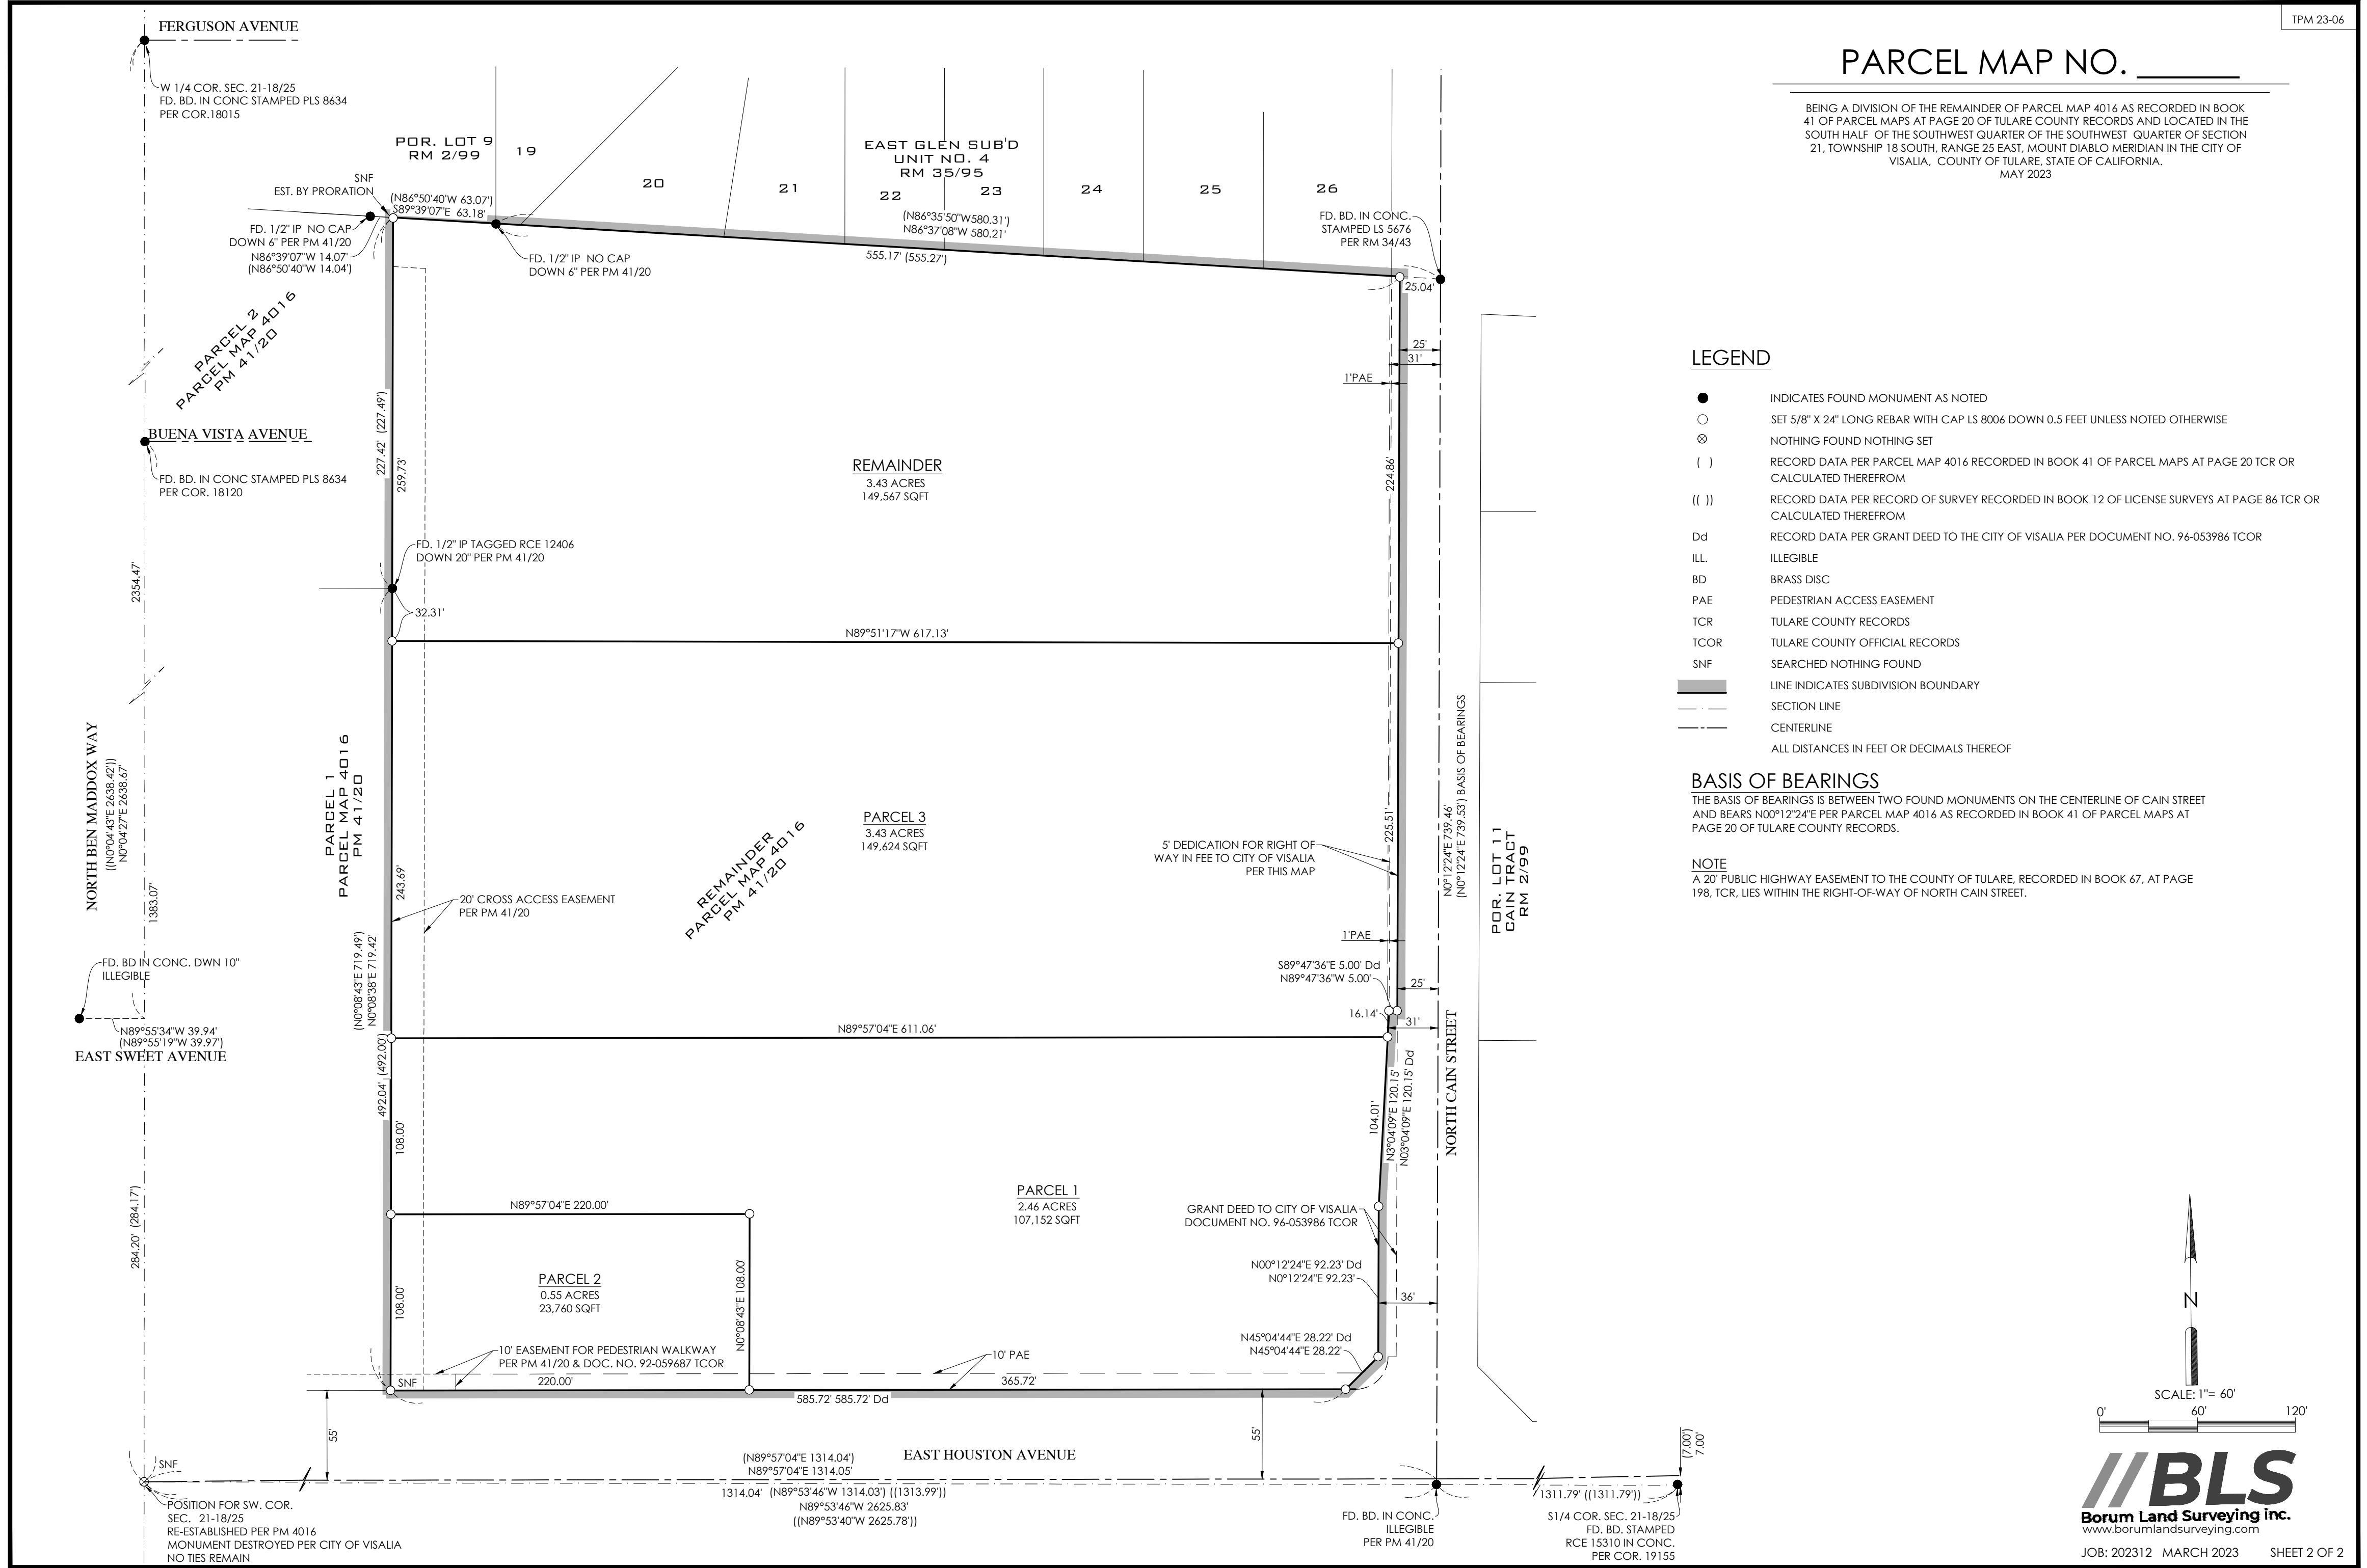 TPM 23-06
PARCEL MAP NO. ______
BEING A DIVISION OF THE REMAINDER OF PARCEL MAP 4016 AS RECORDED IN BOOK
41 OF PARCEL MAPS AT PAGE 20 OF TULARE COUNTY RECORDS AND LOCATED IN THE
SOUTH HALF OF THE SOUTHWEST QUARTER OF THE SOUTHWEST QUARTER OF SECTION
21, TOWNSHIP 18 SOUTH, RANGE 25 EAST, MOUNT DIABLO MERIDIAN IN THE CITY OF
VISALIA, COUNTY OF TULARE, STATE OF CALIFORNIA.
MAY 2023
FERGUSON AVENUE
W 1/4 COR. SEC. 21-18/25
FD. BD. IN CONC STAMPED PLS 8634
PER COR.18015
POR. LOT 9
RM 2/99
19
20
21
22
23
24
25
26
EAST GLEN SUB'D
UNIT NO. 4
RM 35/95
SNF
EST. BY PRORATION
(N86°50'40"W 63.07')
S89°39'07"E 63.18'
FD. 1/2" IP NO CAP
DOWN 6" PER PM 41/20
N86°39'07"W 14.07'
(N86°50'40"W 14.04')
FD. 1/2" IP NO CAP
DOWN 6" PER PM 41/20
(N86°35'50"W580.31')
N86°37'08"W 580.21'
555.17' (555.27')
FD. BD. IN CONC.
STAMPED LS 5676
PER RM 34/43
25.04'
25'
31'
1'PAE
PARCEL 2
PARCEL MAP 4016
PM 41/20
BUENA VISTA AVENUE
FD. BD. IN CONC STAMPED PLS 8634
PER COR. 18120
227.42' (227.49')
259.73'
REMAINDER
3.43 ACRES
149,567 SQFT
224.86'
FD. 1/2" IP TAGGED RCE 12406
DOWN 20" PER PM 41/20
32.31'
N89°51'17"W 617.13'
2354.47'
NORTH BEN MADDOX WAY
((N0°04'43"E 2638.42'))
N0°04'27"E 2638.67'
1383.07'
PARCEL 1
PARCEL MAP 4016
PM 41/20
PARCEL 3
3.43 ACRES
149,624 SQFT
REMAINDER
PARCEL MAP 4016
PM 41/20
243.69'
20' CROSS ACCESS EASEMENT
PER PM 41/20
225.51'
5' DEDICATION FOR RIGHT OF
WAY IN FEE TO CITY OF VISALIA
PER THIS MAP
N0°12'24"E 739.46'
(N0°12'24"E 739.53') BASIS OF BEARINGS
POR. LOT 11
CAIN TRACT
RM 2/99
1'PAE
S89°47'36"E 5.00' Dd
N89°47'36"W 5.00'
25'
16.14'
31'
FD. BD IN CONC. DWN 10"
ILLEGIBLE
N89°55'34"W 39.94'
(N89°55'19"W 39.97')
EAST SWEET AVENUE
(N0°08'43"E 719.49')
N0°08'38"E 719.42'
N89°57'04"E 611.06'
492.04' (492.00')
108.00'
104.01'
N3°04'09"E 120.15'
N03°04'09"E 120.15' Dd
NORTH CAIN STREET
284.20' (284.17')
N89°57'04"E 220.00'
PARCEL 1
2.46 ACRES
107,152 SQFT
GRANT DEED TO CITY OF VISALIA
DOCUMENT NO. 96-053986 TCOR
N00°12'24"E 92.23' Dd
N0°12'24"E 92.23'
36'
PARCEL 2
0.55 ACRES
23,760 SQFT
108.00'
N0°08'43"E 108.00'
N45°04'44"E 28.22' Dd
N45°04'44"E 28.22'
10' EASEMENT FOR PEDESTRIAN WALKWAY
PER PM 41/20 & DOC. NO. 92-059687 TCOR
10' PAE
SNF
220.00'
365.72'
585.72' 585.72' Dd
55'
55'
EAST HOUSTON AVENUE
(N89°57'04"E 1314.04')
N89°57'04"E 1314.05'
1314.04' (N89°53'46"W 1314.03') ((1313.99'))
N89°53'46"W 2625.83'
((N89°53'40"W 2625.78'))
SNF
POSITION FOR SW. COR.
SEC. 21-18/25
RE-ESTABLISHED PER PM 4016
MONUMENT DESTROYED PER CITY OF VISALIA
NO TIES REMAIN
FD. BD. IN CONC.
ILLEGIBLE
PER PM 41/20
1311.79' ((1311.79'))
(7.00')
7.00'
S1/4 COR. SEC. 21-18/25
FD. BD. STAMPED
RCE 15310 IN CONC.
PER COR. 19155
LEGEND
INDICATES FOUND MONUMENT AS NOTED
SET 5/8" X 24" LONG REBAR WITH CAP LS 8006 DOWN 0.5 FEET UNLESS NOTED OTHERWISE
NOTHING FOUND NOTHING SET
( ) RECORD DATA PER PARCEL MAP 4016 RECORDED IN BOOK 41 OF PARCEL MAPS AT PAGE 20 TCR OR
CALCULATED THEREFROM
(( )) RECORD DATA PER RECORD OF SURVEY RECORDED IN BOOK 12 OF LICENSE SURVEYS AT PAGE 86 TCR OR
CALCULATED THEREFROM
Dd RECORD DATA PER GRANT DEED TO THE CITY OF VISALIA PER DOCUMENT NO. 96-053986 TCOR
ILL. ILLEGIBLE
BD BRASS DISC
PAE PEDESTRIAN ACCESS EASEMENT
TCR TULARE COUNTY RECORDS
TCOR TULARE COUNTY OFFICIAL RECORDS
SNF SEARCHED NOTHING FOUND
LINE INDICATES SUBDIVISION BOUNDARY
SECTION LINE
CENTERLINE
ALL DISTANCES IN FEET OR DECIMALS THEREOF
BASIS OF BEARINGS
THE BASIS OF BEARINGS IS BETWEEN TWO FOUND MONUMENTS ON THE CENTERLINE OF CAIN STREET
AND BEARS N00°12"24"E PER PARCEL MAP 4016 AS RECORDED IN BOOK 41 OF PARCEL MAPS AT
PAGE 20 OF TULARE COUNTY RECORDS.
NOTE
A 20' PUBLIC HIGHWAY EASEMENT TO THE COUNTY OF TULARE, RECORDED IN BOOK 67, AT PAGE
198, TCR, LIES WITHIN THE RIGHT-OF-WAY OF NORTH CAIN STREET.
N
SCALE: 1"= 60'
0' 60' 120'
BLS
Borum Land Surveying inc.
www.borumlandsurveying.com
JOB: 202312 MARCH 2023 SHEET 2 OF 2